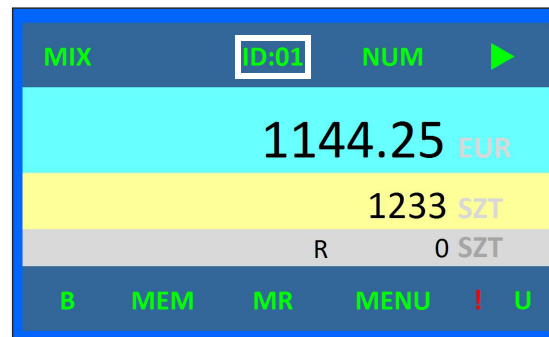 MIX ID:01 NUM
1144.25 EUR
1233 SZT
R 0 SZT
B MEM MR MENU ! U